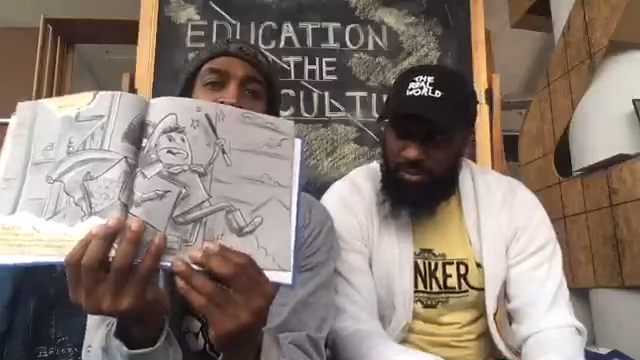 EDUCATION
THE
CULTU
THE
REAL
WORLD
NKER